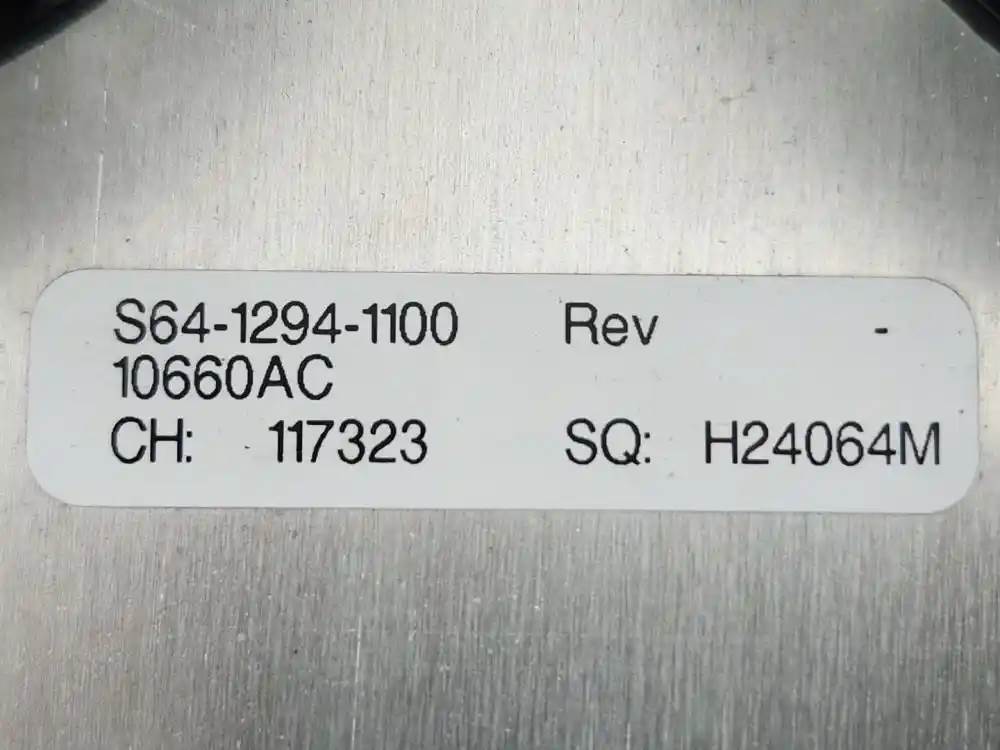 S64-1294-1100 Rev -
10660AC
CH: 117323 SQ: H24064M